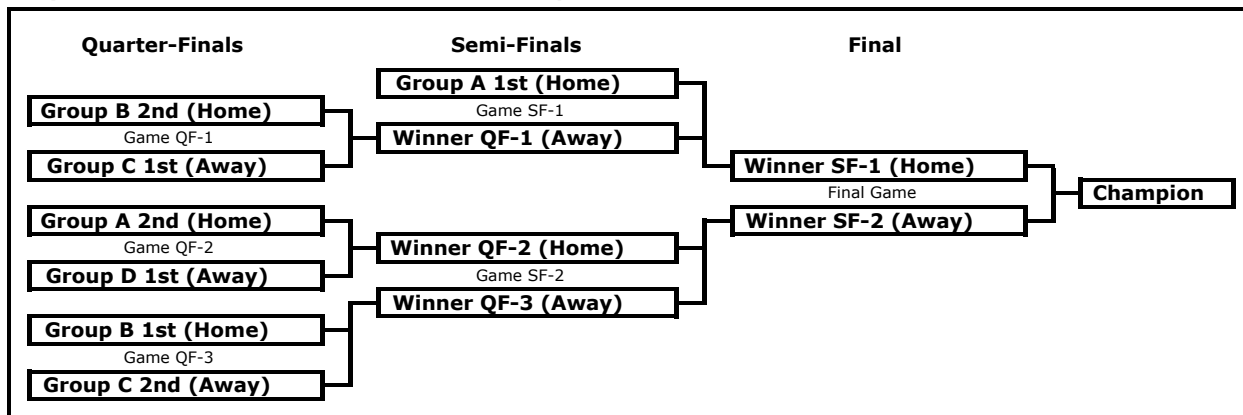 Quarter-Finals
Semi-Finals
Final
Group A 1st (Home)
Game SF-1
Winner QF-1 (Away)
Group B 2nd (Home)
Game QF-1
Group C 1st (Away)
Winner SF-1 (Home)
Final Game
Winner SF-2 (Away)
Champion
Group A 2nd (Home)
Game QF-2
Group D 1st (Away)
Winner QF-2 (Home)
Game SF-2
Winner QF-3 (Away)
Group B 1st (Home)
Game QF-3
Group C 2nd (Away)